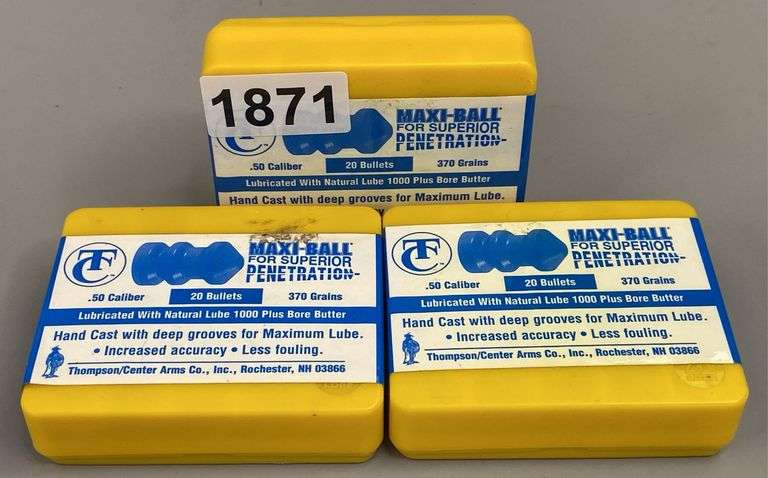 1871
MAXI-BALL
FOR SUPERIOR
PENETRATION
.50 Caliber 20 Bullets 370 Grains
Lubricated With Natural Lube 1000 Plus Bore Butter
Hand Cast with deep grooves for Maximum Lube.
TC
MAXI-BALL
FOR SUPERIOR
PENETRATION
.50 Caliber 20 Bullets 370 Grains
Lubricated With Natural Lube 1000 Plus Bore Butter
Hand Cast with deep grooves for Maximum Lube.
• Increased accuracy • Less fouling.
Thompson/Center Arms Co., Inc., Rochester, NH 03866
TC
MAXI-BALL
FOR SUPERIOR
PENETRATION
.50 Caliber 20 Bullets 370 Grains
Lubricated With Natural Lube 1000 Plus Bore Butter
Hand Cast with deep grooves for Maximum Lube.
• Increased accuracy • Less fouling.
Thompson/Center Arms Co., Inc., Rochester, NH 03866